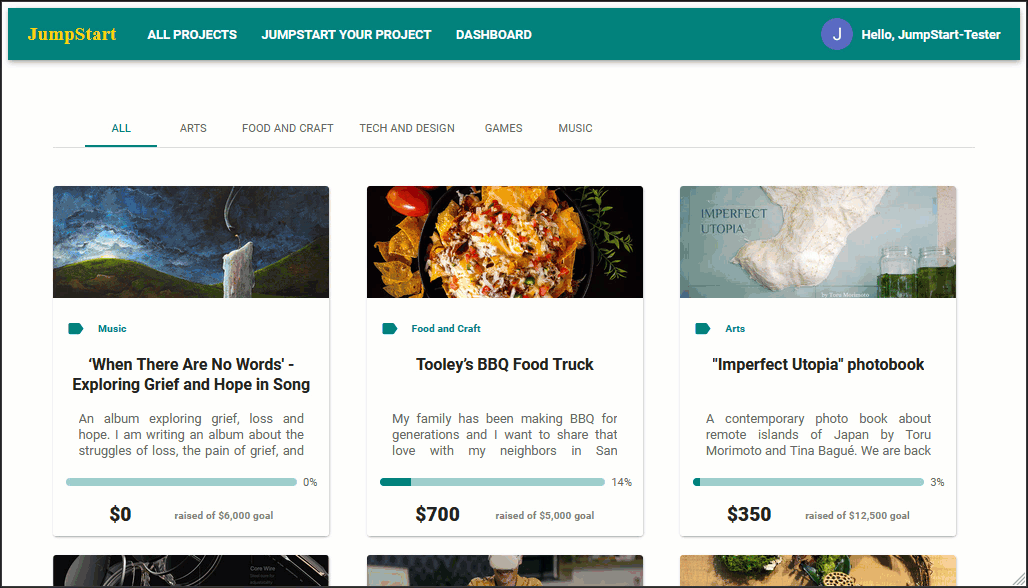 JumpStart ALL PROJECTS JUMPSTART YOUR PROJECT DASHBOARD J Hello, JumpStart-Tester
ALL ARTS FOOD AND CRAFT TECH AND DESIGN GAMES MUSIC
IMPERFECT
UTOPIA
by Toru Morimoto
Music
‘When There Are No Words' -
Exploring Grief and Hope in Song
An album exploring grief, loss and
hope. I am writing an album about the
struggles of loss, the pain of grief, and
0%
$0 raised of $6,000 goal
Food and Craft
Tooley’s BBQ Food Truck
My family has been making BBQ for
generations and I want to share that
love with my neighbors in San
14%
$700 raised of $5,000 goal
Arts
"Imperfect Utopia" photobook
A contemporary photo book about
remote islands of Japan by Toru
Morimoto and Tina Bagué. We are back
3%
$350 raised of $12,500 goal
Core Wire